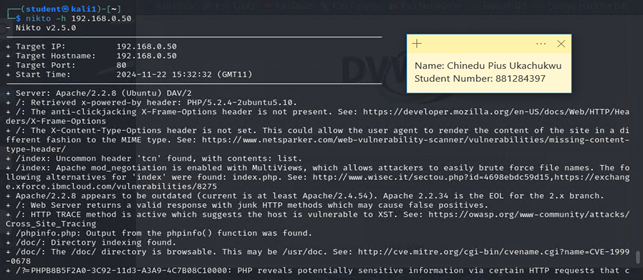 ┌──(student㉿kali1)-[~]
└─$ nikto -h 192.168.0.50
- Nikto v2.5.0
+ Target IP:          192.168.0.50
+ Target Hostname:    192.168.0.50
+ Target Port:        80
+ Start Time:         2024-11-22 15:32:32 (GMT11)
Name: Chinedu Pius Ukachukwu
Student Number: 881284397
+ Server: Apache/2.2.8 (Ubuntu) DAV/2
+ /: Retrieved x-powered-by header: PHP/5.2.4-2ubuntu5.10.
+ /: The anti-clickjacking X-Frame-Options header is not present. See: https://developer.mozilla.org/en-US/docs/Web/HTTP/Hea
ders/X-Frame-Options
+ /: The X-Content-Type-Options header is not set. This could allow the user agent to render the content of the site in a di
fferent fashion to the MIME type. See: https://www.netsparker.com/web-vulnerability-scanner/vulnerabilities/missing-content-
type-header/
+ /index: Uncommon header 'tcn' found, with contents: list.
+ /index: Apache mod_negotiation is enabled with MultiViews, which allows attackers to easily brute force file names. The fo
llowing alternatives for 'index' were found: index.php. See: http://www.wisec.it/sectou.php?id=4698ebdc59d15,https://exchang
e.xforce.ibmcloud.com/vulnerabilities/8275
+ Apache/2.2.8 appears to be outdated (current is at least Apache/2.4.54). Apache 2.2.34 is the EOL for the 2.x branch.
+ /: Web Server returns a valid response with junk HTTP methods which may cause false positives.
+ /: HTTP TRACE method is active which suggests the host is vulnerable to XST. See: https://owasp.org/www-community/attacks/
Cross_Site_Tracing
+ /phpinfo.php: Output from the phpinfo() function was found.
+ /doc/: Directory indexing found.
+ /doc/: The /doc/ directory is browsable. This may be /usr/doc. See: http://cve.mitre.org/cgi-bin/cvename.cgi?name=CVE-1999
-0678
+ /?=PHPB8B5F2A0-3C92-11d3-A3A9-4C7B08C10000: PHP reveals potentially sensitive information via certain HTTP requests that c